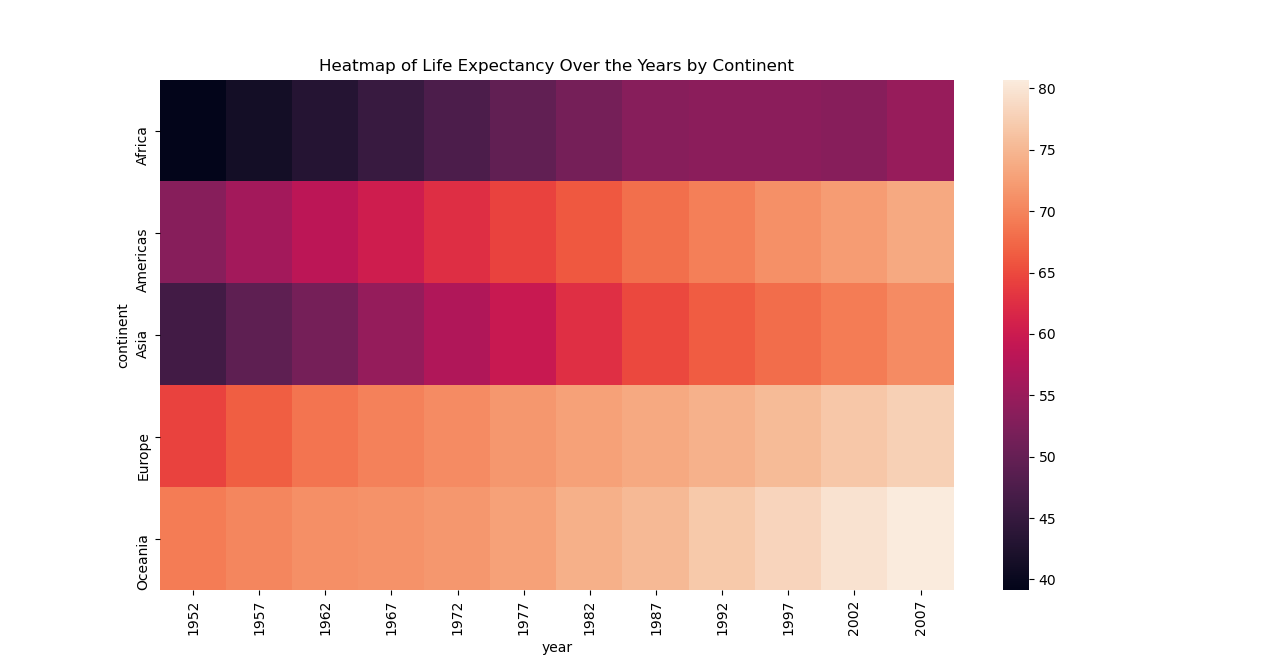 Heatmap of Life Expectancy Over the Years by Continent
continent
Africa
Americas
Asia
Europe
Oceania
1952 1957 1962 1967 1972 1977 1982 1987 1992 1997 2002 2007
year
80
75
70
65
60
55
50
45
40